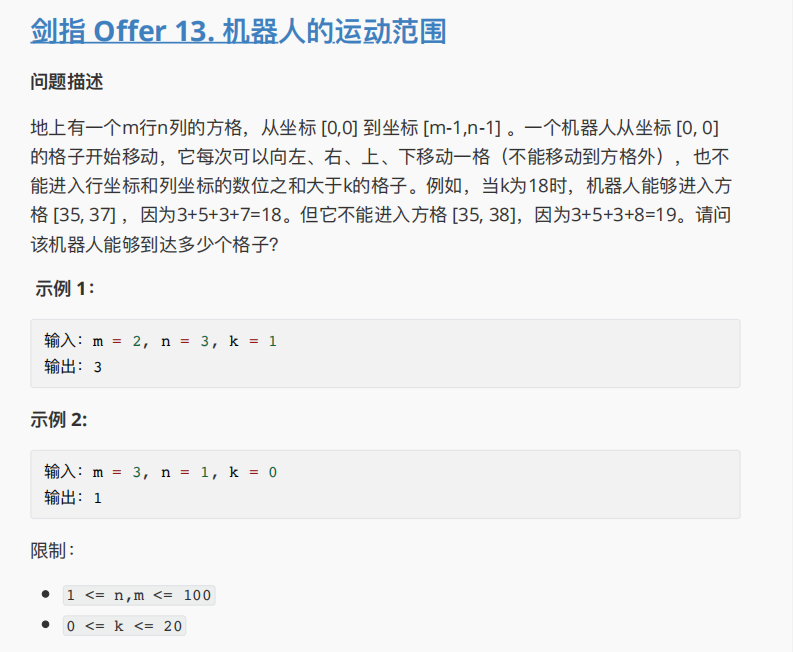 剑指 Offer 13. 机器人的运动范围
问题描述
地上有一个m行n列的方格，从坐标 [0,0] 到坐标 [m-1,n-1] 。一个机器人从坐标 [0, 0]
的格子开始移动，它每次可以向左、右、上、下移动一格（不能移动到方格外），也不
能进入行坐标和列坐标的数位之和大于k的格子。例如，当k为18时，机器人能够进入方
格 [35, 37] ，因为3+5+3+7=18。但它不能进入方格 [35, 38]，因为3+5+3+8=19。请问
该机器人能够到达多少个格子？
示例 1：
输入：m = 2, n = 3, k = 1
输出：3
示例 2:
输入：m = 3, n = 1, k = 0
输出：1
限制：
1 <= n,m <= 100
0 <= k <= 20